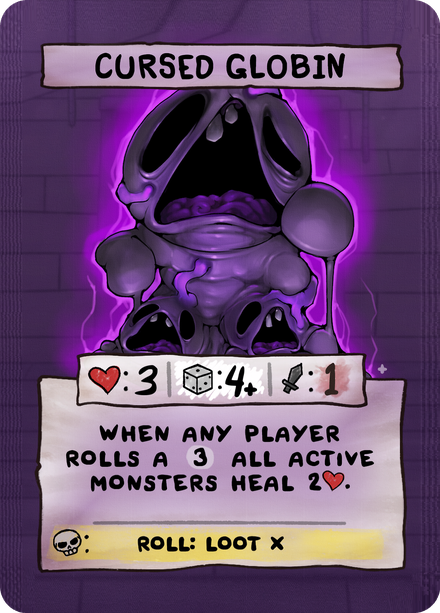 CURSED GLOBIN
: 3 : 4+ : 1
WHEN ANY PLAYER
ROLLS A 3 ALL ACTIVE
MONSTERS HEAL 2.
: ROLL: LOOT X